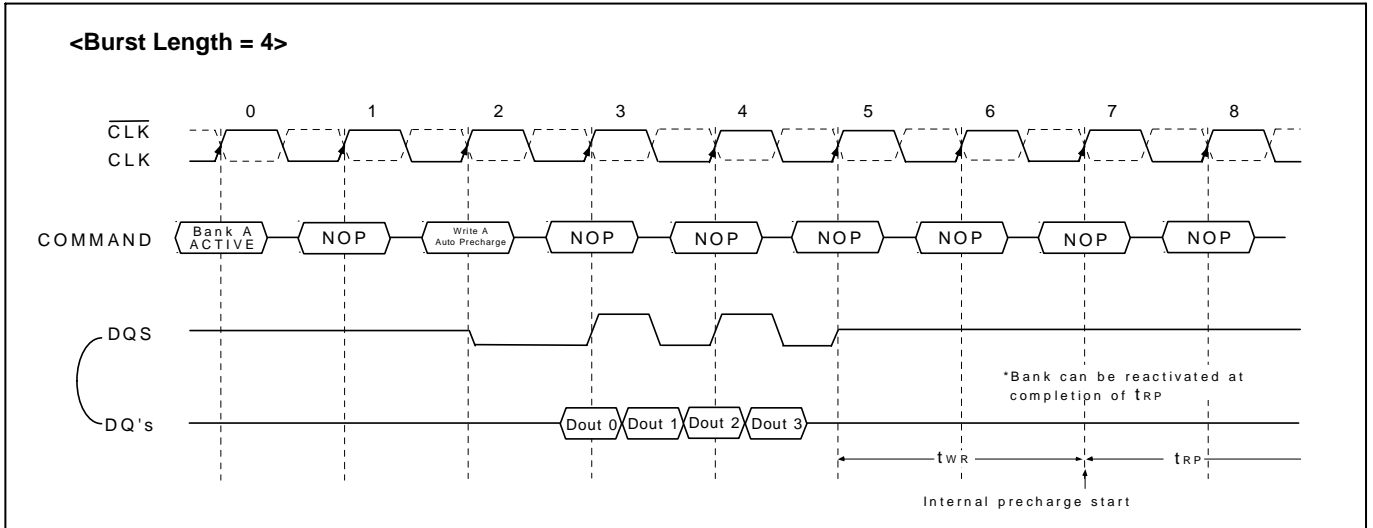 <Burst Length = 4>
0 1 2 3 4 5 6 7 8
CLK
CLK
COMMAND
Bank A
ACTIVE
NOP
Write A
Auto Precharge
NOP
NOP
NOP
NOP
NOP
NOP
DQS
*Bank can be reactivated at
completion of tRP
DQ's
Dout 0 Dout 1 Dout 2 Dout 3
tWR
tRP
Internal precharge start